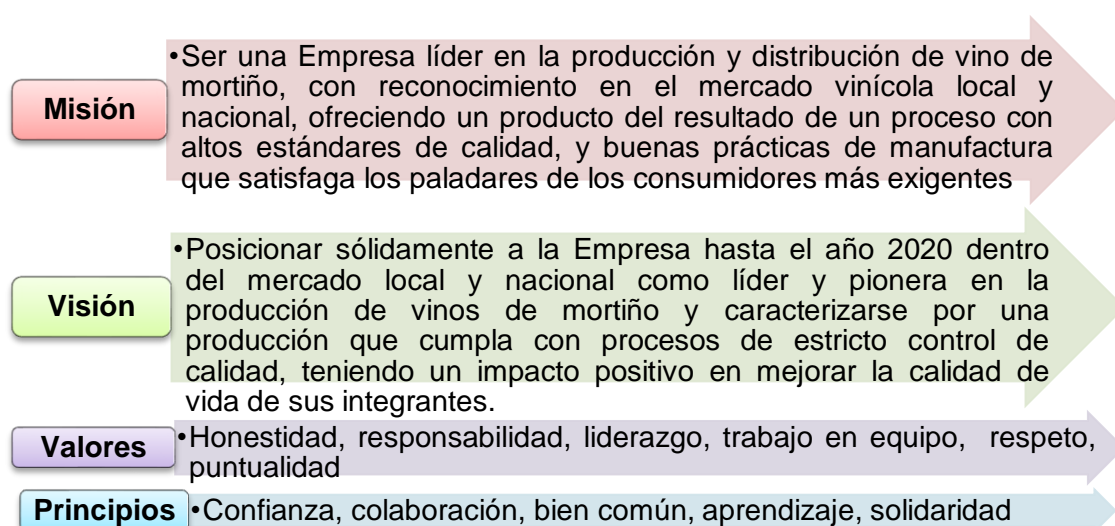 Misión
•Ser una Empresa líder en la producción y distribución de vino de
mortiño, con reconocimiento en el mercado vinícola local y
nacional, ofreciendo un producto del resultado de un proceso con
altos estándares de calidad, y buenas prácticas de manufactura
que satisfaga los paladares de los consumidores más exigentes
Visión
•Posicionar sólidamente a la Empresa hasta el año 2020 dentro
del mercado local y nacional como líder y pionera en la
producción de vinos de mortiño y caracterizarse por una
producción que cumpla con procesos de estricto control de
calidad, teniendo un impacto positivo en mejorar la calidad de
vida de sus integrantes.
Valores
•Honestidad, responsabilidad, liderazgo, trabajo en equipo, respeto,
puntualidad
Principios
•Confianza, colaboración, bien común, aprendizaje, solidaridad